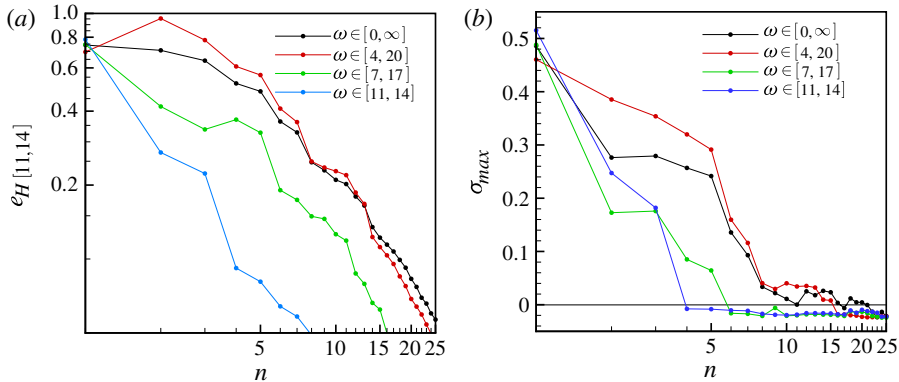 (a)
1.0
0.8
0.6
0.4
0.2
e_H [11,14]
ω ∈ [0, ∞]
ω ∈ [4, 20]
ω ∈ [7, 17]
ω ∈ [11, 14]
5
10
15
20
25
n
(b)
0.5
0.4
0.3
0.2
0.1
0
σ_max
ω ∈ [0, ∞]
ω ∈ [4, 20]
ω ∈ [7, 17]
ω ∈ [11, 14]
5
10
15
20
25
n